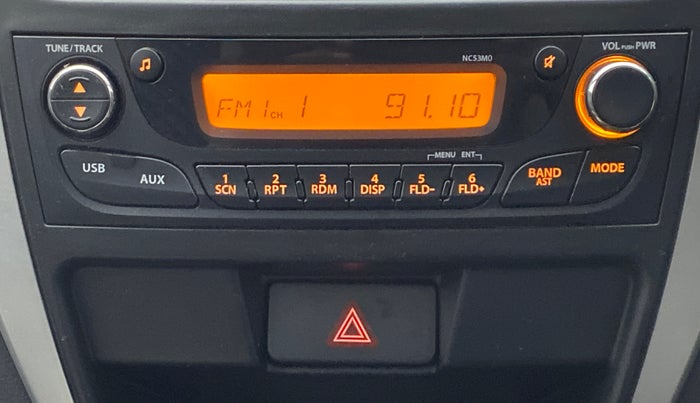 TUNE/TRACK
NC53M0
VOL PUSH PWR
FM1 CH 1 91.10
USB
AUX
MENU ENT
1 SCN
2 RPT
3 RDM
4 DISP
5 FLD-
6 FLD+
BAND
AST
MODE